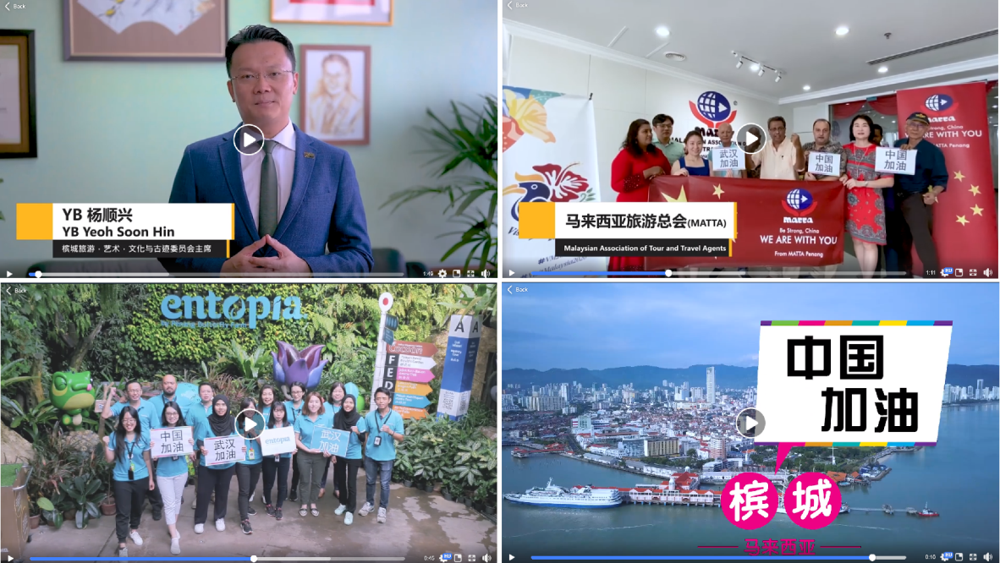 Back
YB 杨顺兴
YB Yeoh Soon Hin
槟城旅游·艺术·文化与古迹委员会主席
1:49
Back
MATTA
武汉
加油
中国
加油
中国
加油
MATTA
Be Strong, China
WE ARE WITH YOU
From MATTA Penang
MATTA
Be Strong, China
WE ARE WITH YOU
From MATTA Penang
马来西亚旅游总会(MATTA)
Malaysian Association of Tour and Travel Agents
1:11
Back
entopia
A
A
FEED
中国
加油
武汉
加油
entopia
武汉
加油
0:45
Back
中国
加油
槟城
马来西亚
0:10